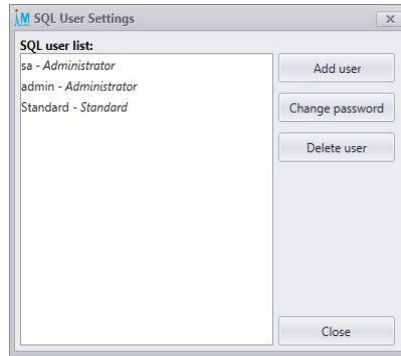 iM SQL User Settings
SQL user list:
sa - Administrator
admin - Administrator
Standard - Standard
Add user
Change password
Delete user
Close